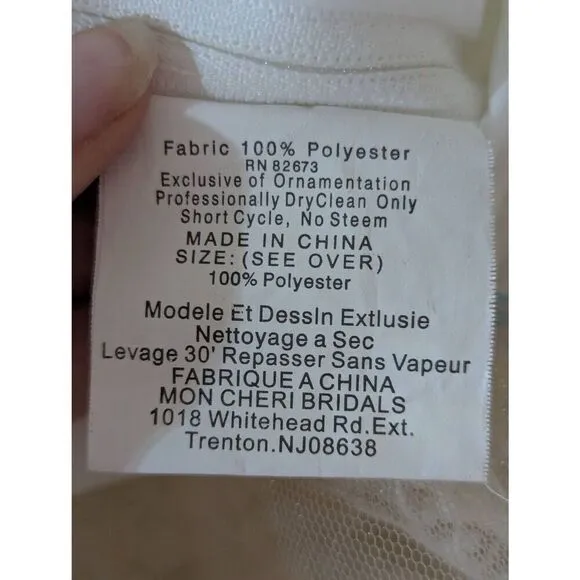 Fabric 100% Polyester
RN 82673
Exclusive of Ornamentation
Professionally DryClean Only
Short Cycle, No Steem
MADE IN CHINA
SIZE: (SEE OVER)
100% Polyester
Modele Et DessIn Extlusie
Nettoyage a Sec
Levage 30' Repasser Sans Vapeur
FABRIQUE A CHINA
MON CHERI BRIDALS
1018 Whitehead Rd.Ext.
Trenton.NJ08638